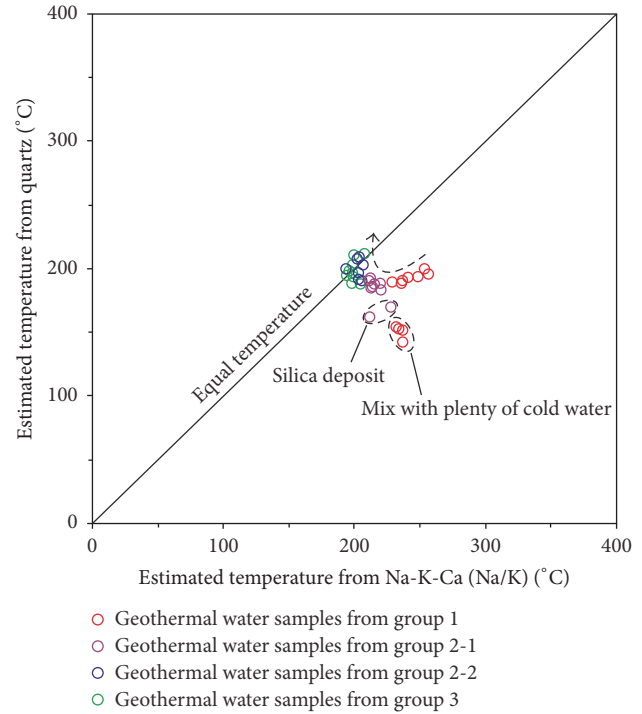 400
300
200
100
0
Estimated temperature from quartz (°C)
Equal temperature
Silica deposit
Mix with plenty of cold water
0 100 200 300 400
Estimated temperature from Na-K-Ca (Na/K) (°C)
Geothermal water samples from group 1
Geothermal water samples from group 2-1
Geothermal water samples from group 2-2
Geothermal water samples from group 3